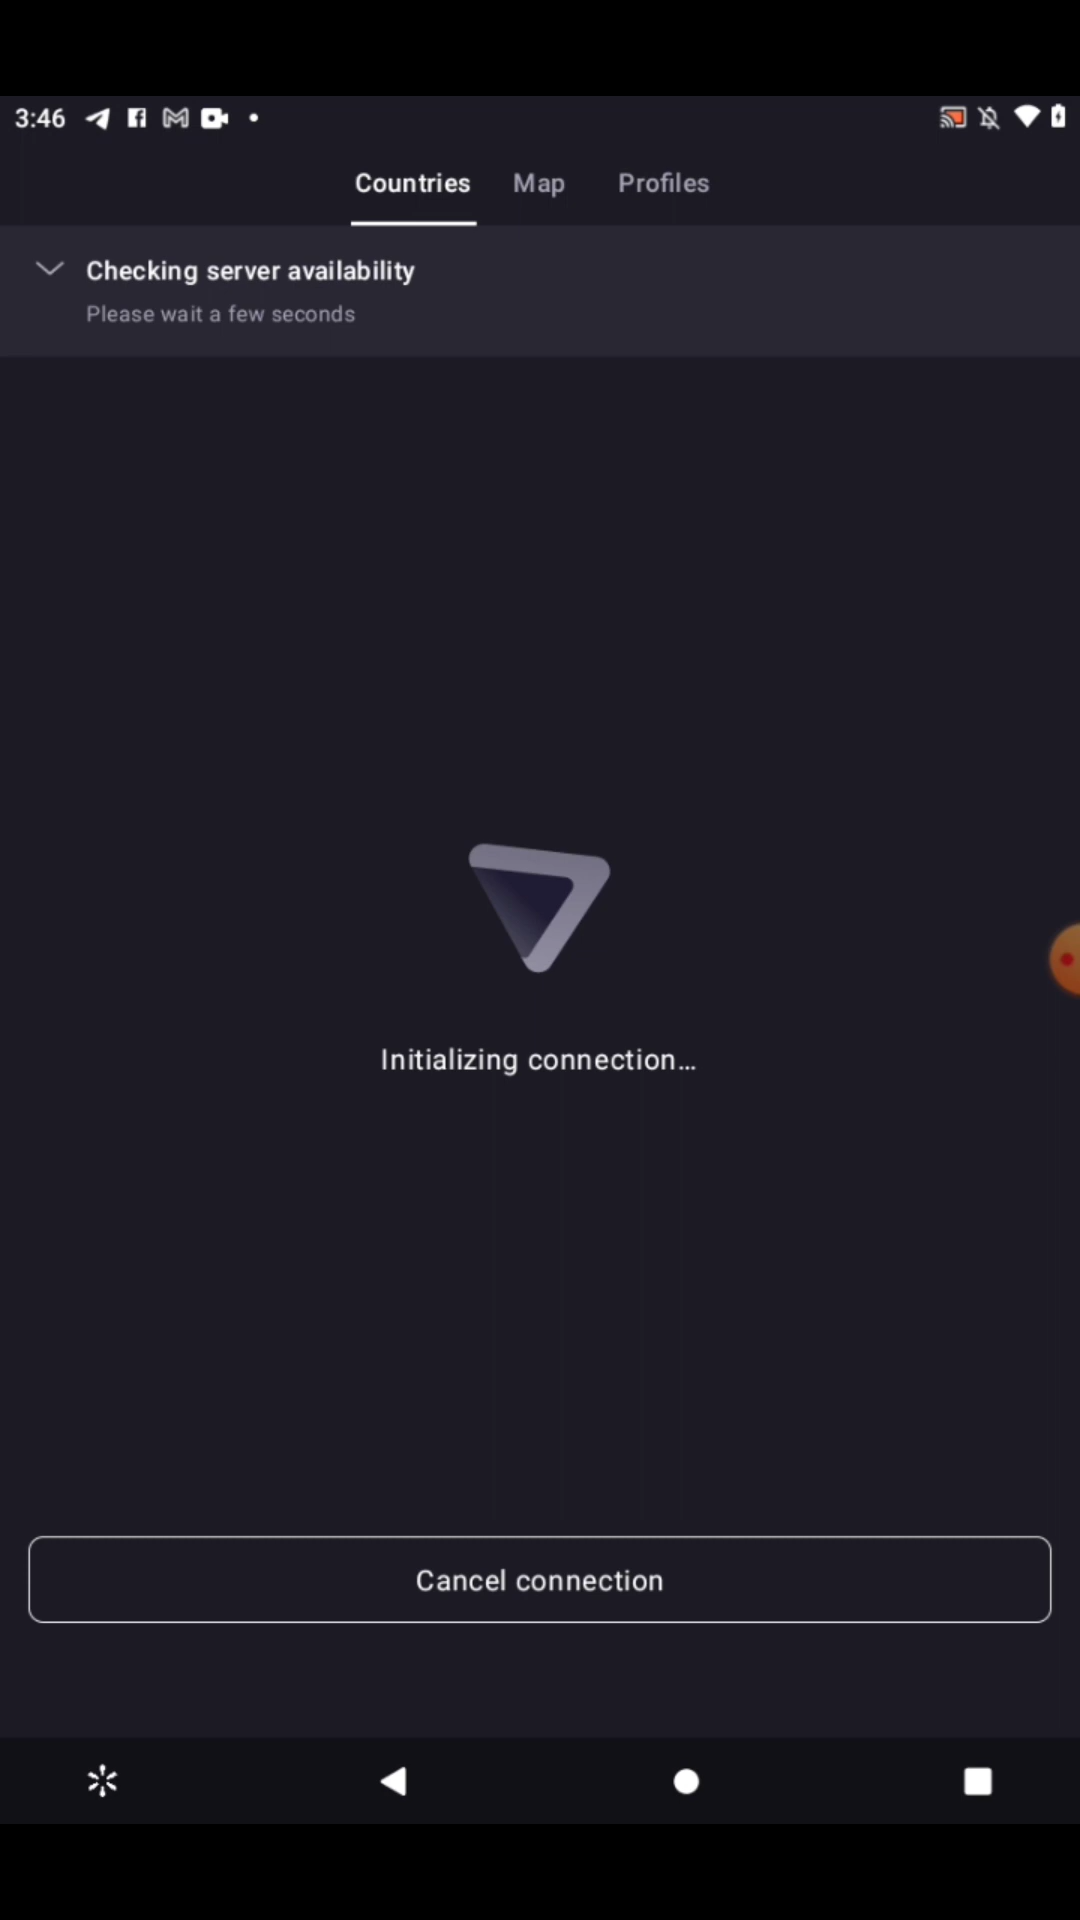 3:46
Countries Map Profiles
Checking server availability
Please wait a few seconds
Initializing connection...
Cancel connection